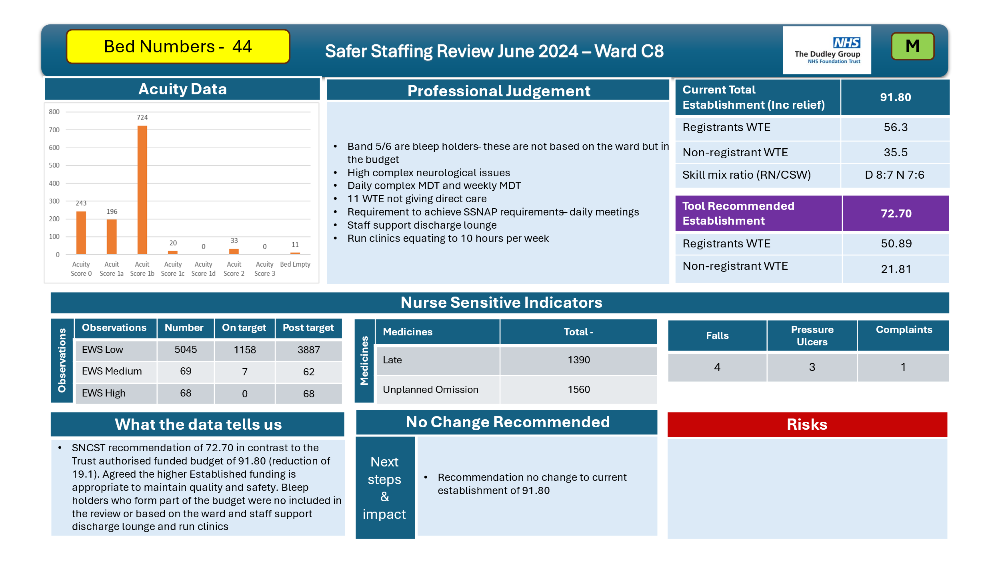 Bed Numbers - 44
Safer Staffing Review June 2024 – Ward C8
NHS
The Dudley Group
NHS Foundation Trust
M
Acuity Data
800
700
600
500
400
300
200
100
0
243
196
724
20
0
33
0
11
Acuity
Score 0
Acuit
Score 1a
Acuit
Score 1b
Acuity
Score 1c
Acuity
Score 1d
Acuit
Score 2
Acuity
Score 3
Bed Empty
Professional Judgement
• Band 5/6 are bleep holders– these are not based on the ward but in
the budget
• High complex neurological issues
• Daily complex MDT and weekly MDT
• 11 WTE not giving direct care
• Requirement to achieve SSNAP requirements– daily meetings
• Staff support discharge lounge
• Run clinics equating to 10 hours per week
Current Total
Establishment (Inc relief)
91.80
Registrants WTE 56.3
Non-registrant WTE 35.5
Skill mix ratio (RN/CSW) D 8:7 N 7:6
Tool Recommended
Establishment
72.70
Registrants WTE 50.89
Non-registrant WTE 21.81
Nurse Sensitive Indicators
Observations
Observations Number On target Post target
EWS Low 5045 1158 3887
EWS Medium 69 7 62
EWS High 68 0 68
Medicines
Medicines Total -
Late 1390
Unplanned Omission 1560
Falls
Pressure
Ulcers
Complaints
4 3 1
What the data tells us
• SNCST recommendation of 72.70 in contrast to the
Trust authorised funded budget of 91.80 (reduction of
19.1). Agreed the higher Established funding is
appropriate to maintain quality and safety. Bleep
holders who form part of the budget were no included in
the review or based on the ward and staff support
discharge lounge and run clinics
No Change Recommended
Next
steps
&
impact
• Recommendation no change to current
establishment of 91.80
Risks